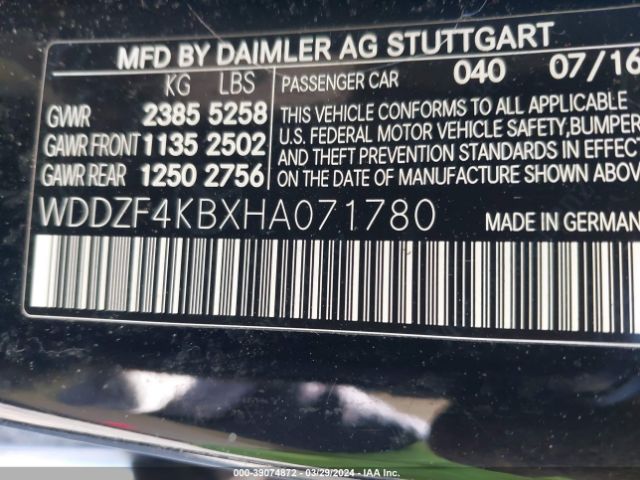 MFD BY DAIMLER AG STUTTGART
KG LBS
GVWR 2385 5258
GAWR FRONT 1135 2502
GAWR REAR 1250 2756
PASSENGER CAR 040 07/16
THIS VEHICLE CONFORMS TO ALL APPLICABLE
U.S. FEDERAL MOTOR VEHICLE SAFETY, BUMPER
AND THEFT PREVENTION STANDARDS IN EFFECT
ON THE DATE OF MANUFACTURE SHOWN ABOV
WDDZF4KBXHA071780
MADE IN GERMAN
000-39074872 - 03/29/2024 - IAA Inc.